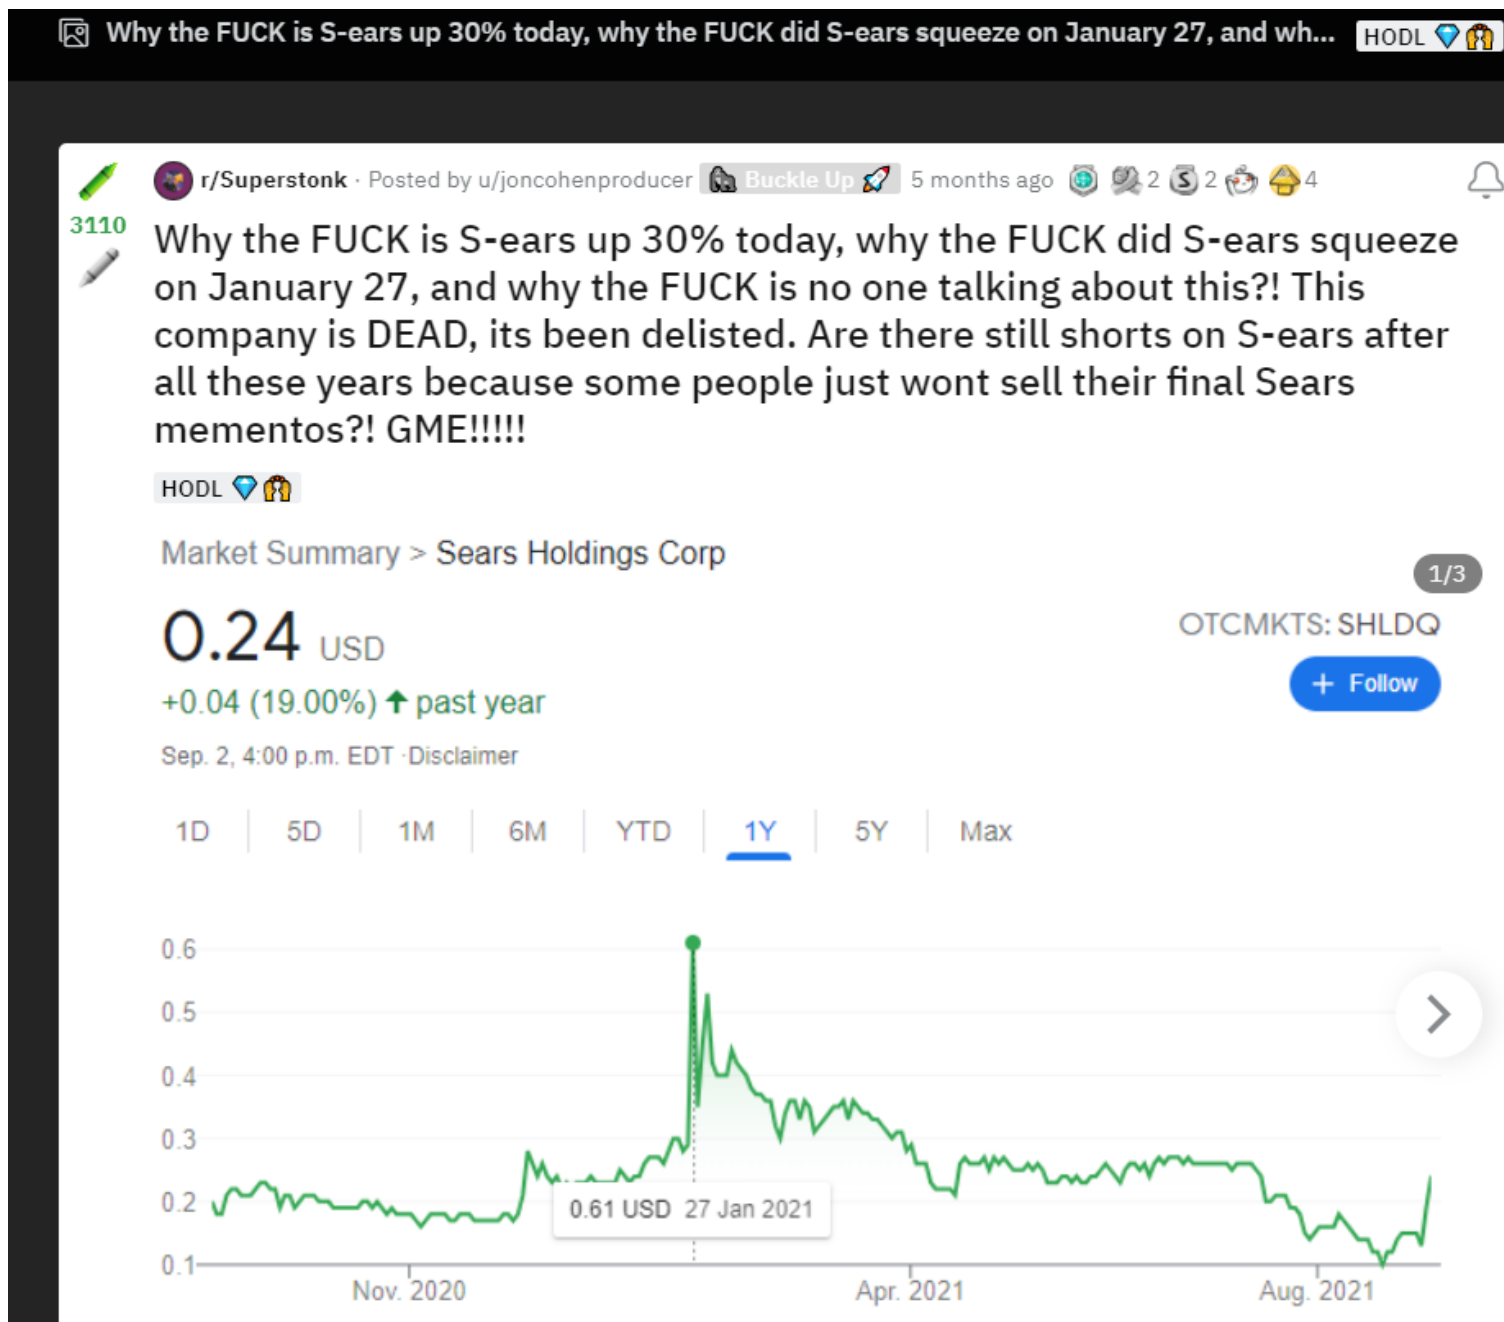 Why the FUCK is S-ears up 30% today, why the FUCK did S-ears squeeze on January 27, and wh... HODL 💎🙌
r/Superstonk · Posted by u/joncohenproducer 🦍 Buckle Up 🚀 5 months ago 2 2 4
3110
Why the FUCK is S-ears up 30% today, why the FUCK did S-ears squeeze
on January 27, and why the FUCK is no one talking about this?! This
company is DEAD, its been delisted. Are there still shorts on S-ears after
all these years because some people just wont sell their final Sears
mementos?! GME!!!!!
HODL 💎🙌
Market Summary > Sears Holdings Corp
1/3
0.24 USD
OTCMKTS: SHLDQ
+0.04 (19.00%) ↑ past year
+ Follow
Sep. 2, 4:00 p.m. EDT · Disclaimer
1D 5D 1M 6M YTD 1Y 5Y Max
0.6
0.5
0.4
0.3
0.2
0.61 USD 27 Jan 2021
0.1
Nov. 2020 Apr. 2021 Aug. 2021